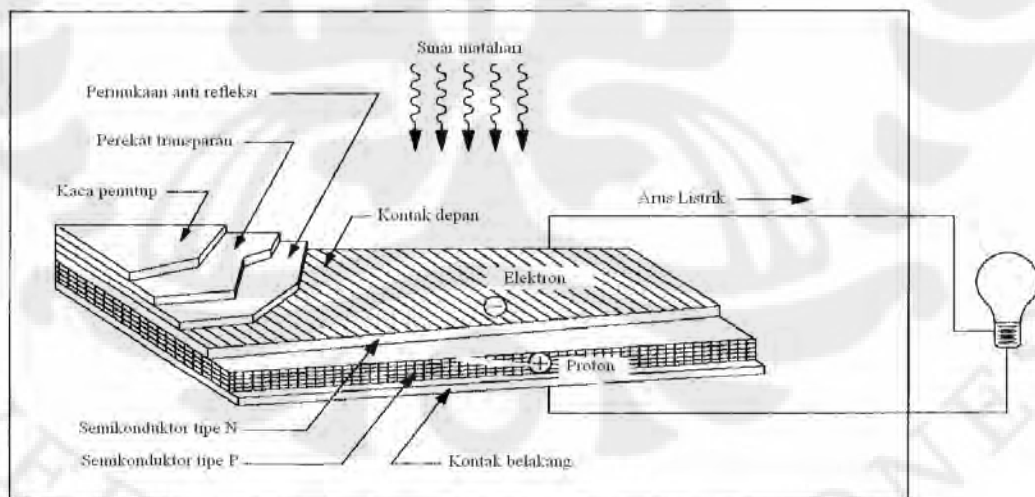 Sinar matahari
Permukaan anti refleksi
Perekat transparan
Kaca penutup
Arus Listrik
Kontak depan
Elektron
Proton
Semikonduktor tipe N
Semikonduktor tipe P
Kontak belakang